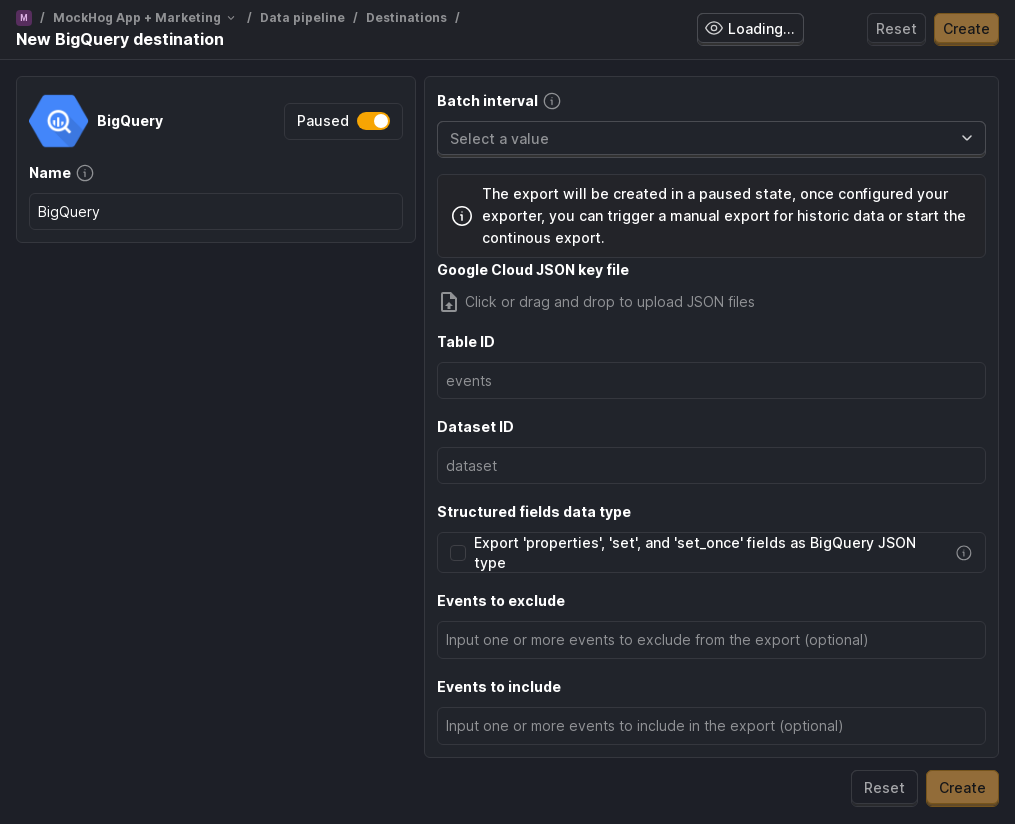 M / MockHog App + Marketing / Data pipeline / Destinations /
New BigQuery destination
Loading...
Reset
Create
BigQuery
Paused
Name
BigQuery
Batch interval
Select a value
The export will be created in a paused state, once configured your
exporter, you can trigger a manual export for historic data or start the
continous export.
Google Cloud JSON key file
Click or drag and drop to upload JSON files
Table ID
events
Dataset ID
dataset
Structured fields data type
Export 'properties', 'set', and 'set_once' fields as BigQuery JSON
type
Events to exclude
Input one or more events to exclude from the export (optional)
Events to include
Input one or more events to include in the export (optional)
Reset
Create